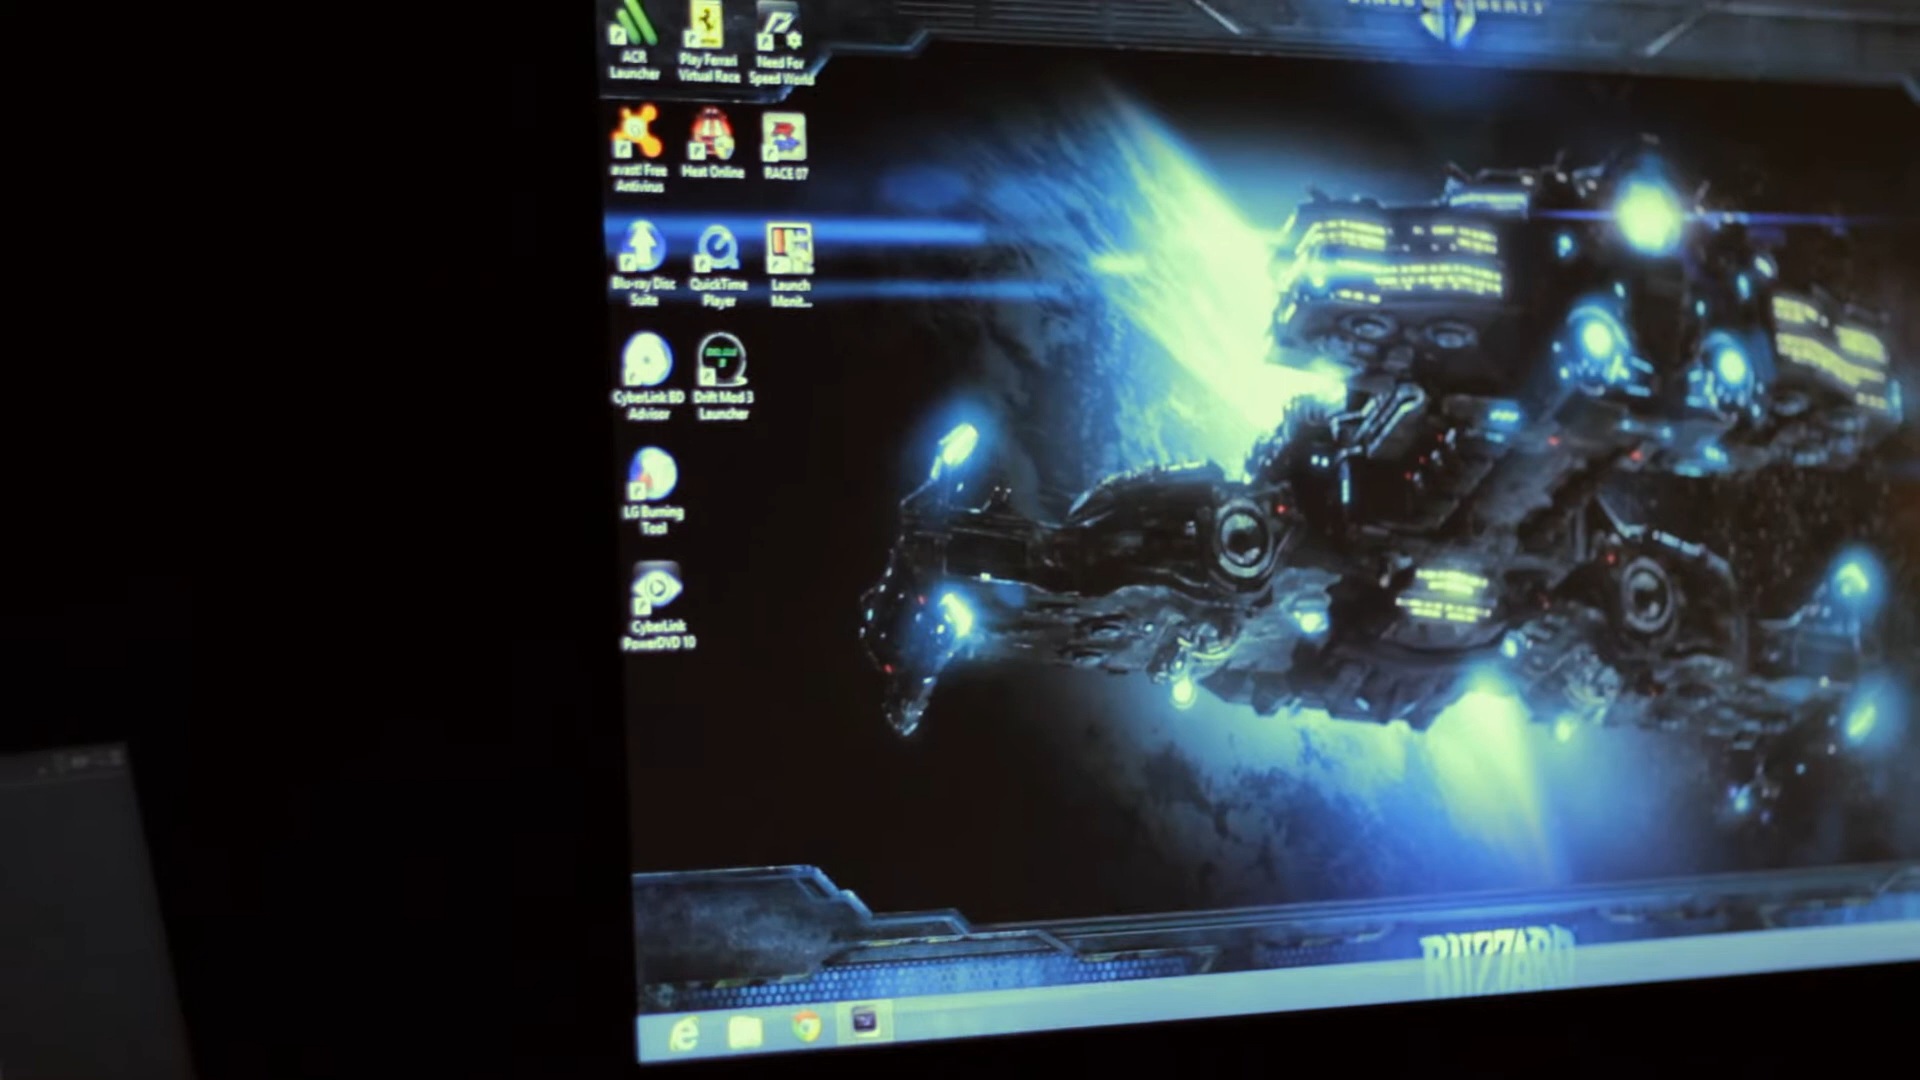 ACR
Launcher
Play Ferrari
Virtual Race
Need For
Speed World
avast! Free
Antivirus
Heat Online
RACE 07
Blu-ray Disc
Suite
QuickTime
Player
Launch
Monit...
CyberLink BD
Advisor
Drift Mod 3
Launcher
LG Burning
Tool
CyberLink
PowerDVD 10
BLIZZARD